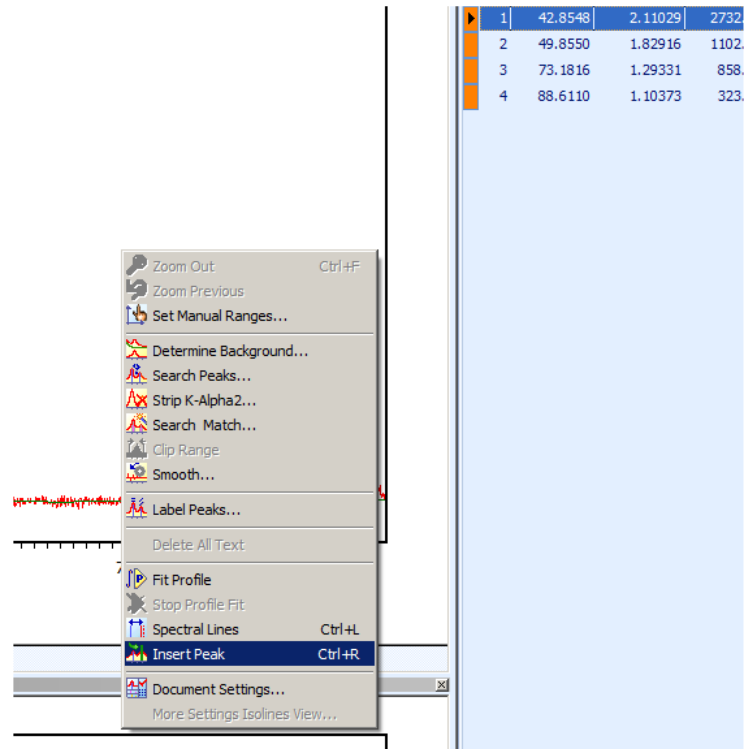 1 42.8548 2.11029 2732.
2 49.8550 1.82916 1102.
3 73.1816 1.29331 858.
4 88.6110 1.10373 323.
Zoom Out Ctrl+F
Zoom Previous
Set Manual Ranges...
Determine Background...
Search Peaks...
Strip K-Alpha2...
Search Match...
Clip Range
Smooth...
Label Peaks...
Delete All Text
7
Fit Profile
Stop Profile Fit
Spectral Lines Ctrl+L
Insert Peak Ctrl+R
Document Settings...
More Settings Isolines View...